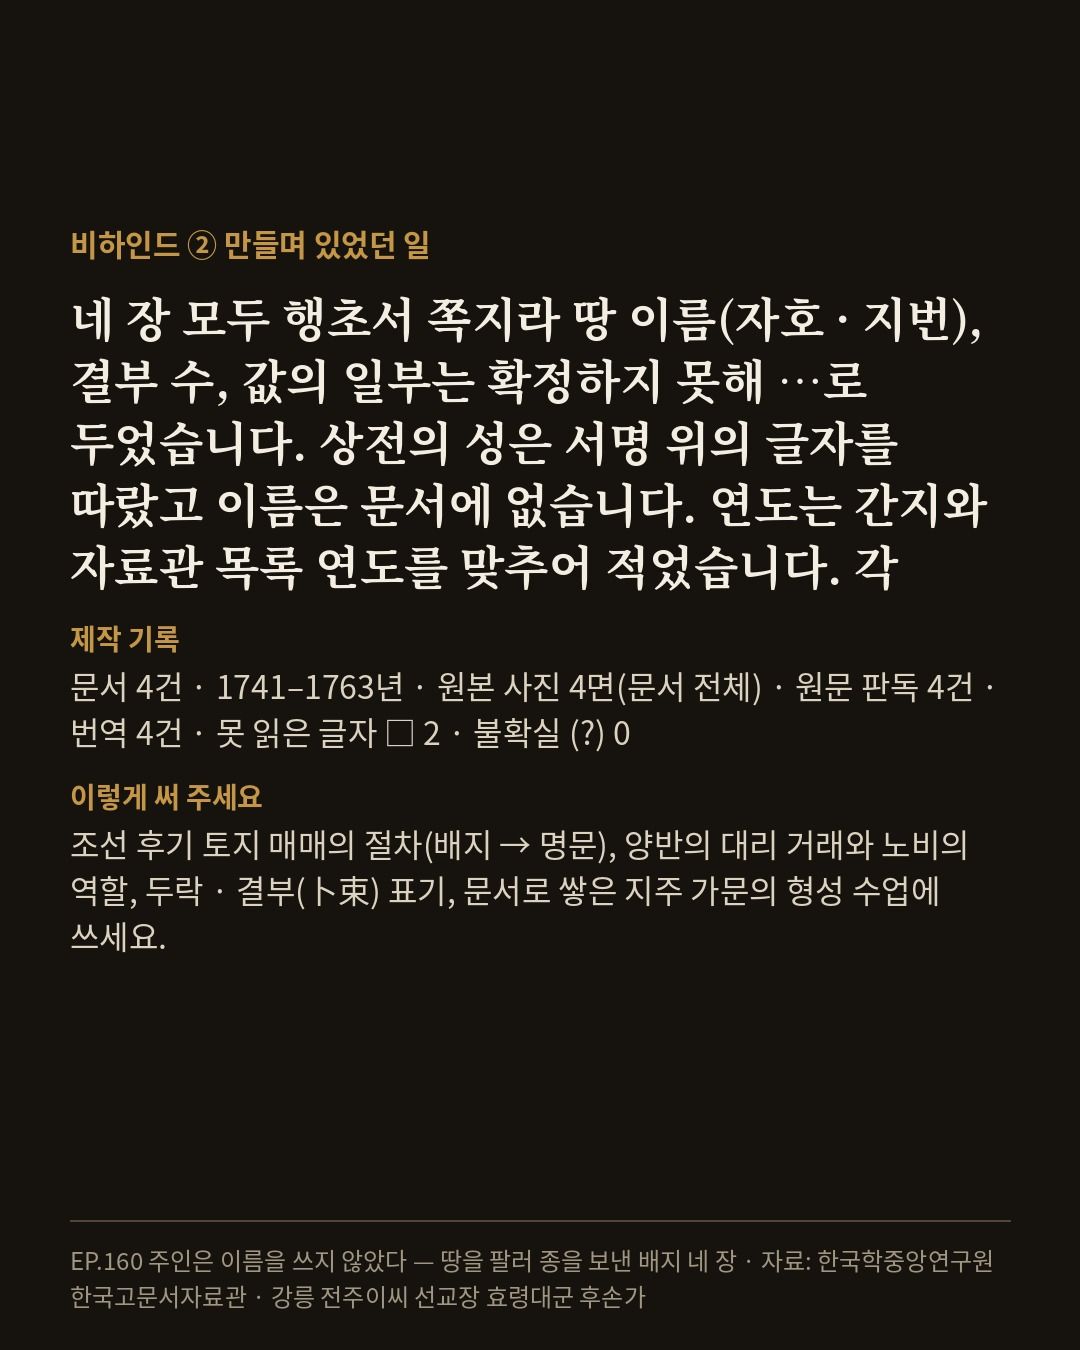 비하인드 ② 만들며 있었던 일
네 장 모두 행초서 쪽지라 땅 이름(자호 · 지번),
결부 수, 값의 일부는 확정하지 못해 …로
두었습니다. 상전의 성은 서명 위의 글자를
따랐고 이름은 문서에 없습니다. 연도는 간지와
자료관 목록 연도를 맞추어 적었습니다. 각
제작 기록
문서 4건 · 1741–1763년 · 원본 사진 4면(문서 전체) · 원문 판독 4건 ·
번역 4건 · 못 읽은 글자 □ 2 · 불확실 (?) 0
이렇게 써 주세요
조선 후기 토지 매매의 절차(배지 → 명문), 양반의 대리 거래와 노비의
역할, 두락 · 결부(卜束) 표기, 문서로 쌓은 지주 가문의 형성 수업에
쓰세요.
EP.160 주인은 이름을 쓰지 않았다 — 땅을 팔러 종을 보낸 배지 네 장 · 자료: 한국학중앙연구원
한국고문서자료관 · 강릉 전주이씨 선교장 효령대군 후손가